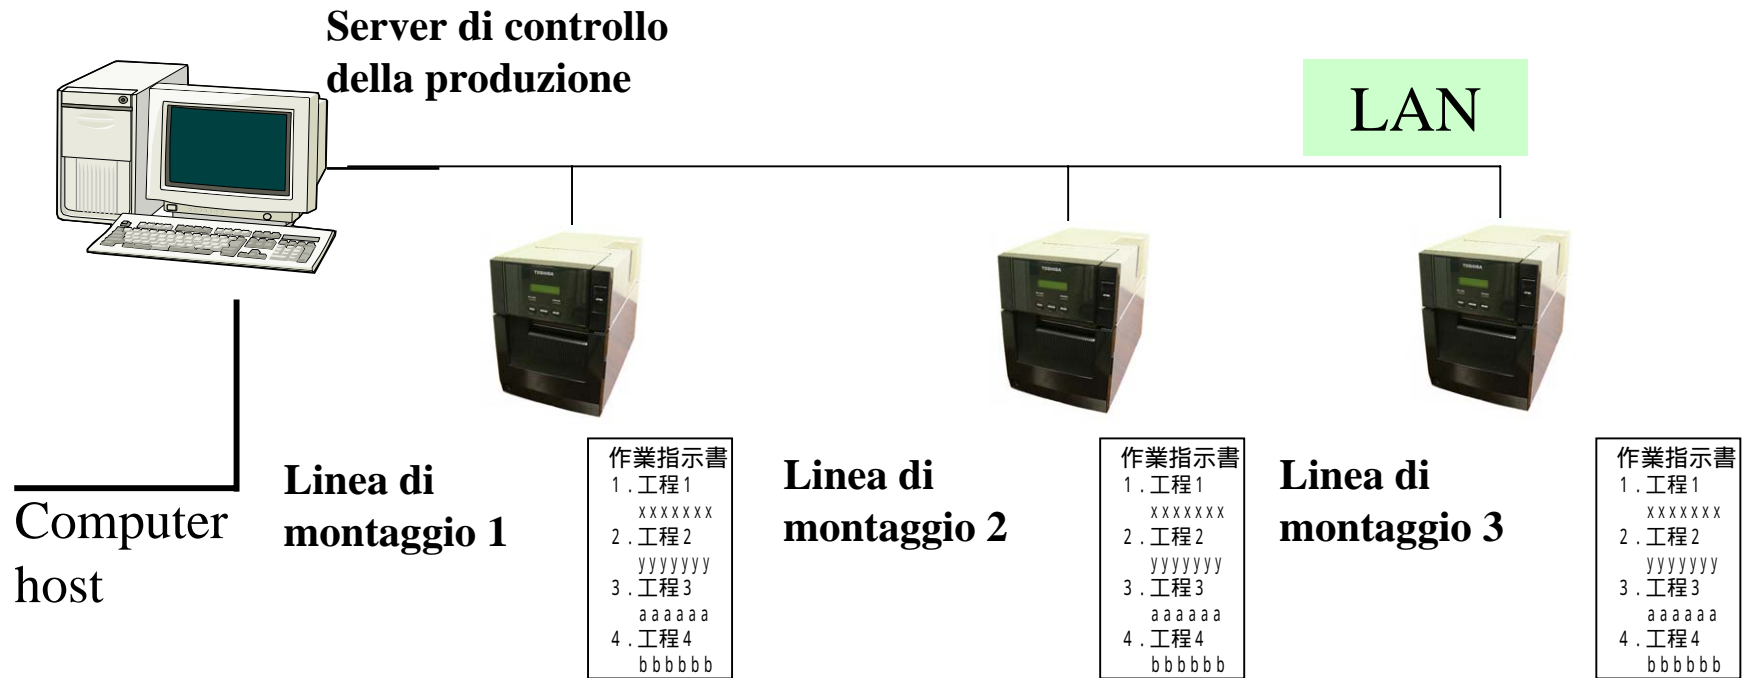 Server di controllo
della produzione
LAN
TOSHIBA
TOSHIBA
TOSHIBA
Computer
host
Linea di
montaggio 1
作業指示書
1．工程1
xxxxxxx
2．工程2
yyyyyyy
3．工程3
aaaaaa
4．工程4
bbbbbb
Linea di
montaggio 2
作業指示書
1．工程1
xxxxxxx
2．工程2
yyyyyyy
3．工程3
aaaaaa
4．工程4
bbbbbb
Linea di
montaggio 3
作業指示書
1．工程1
xxxxxxx
2．工程2
yyyyyyy
3．工程3
aaaaaa
4．工程4
bbbbbb